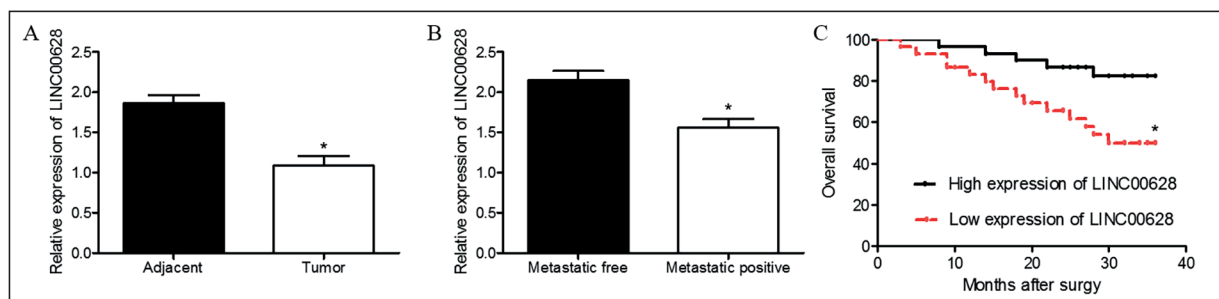 A
Relative expression of LINC00628
2.5
2.0
1.5
1.0
0.5
0.0
*
Adjacent
Tumor
B
Relative expression of LINC00628
2.5
2.0
1.5
1.0
0.5
0.0
*
Metastatic free
Metastatic positive
C
Overall survival
100
80
60
40
20
0
*
High expression of LINC00628
Low expression of LINC00628
0
10
20
30
40
Months after surgy